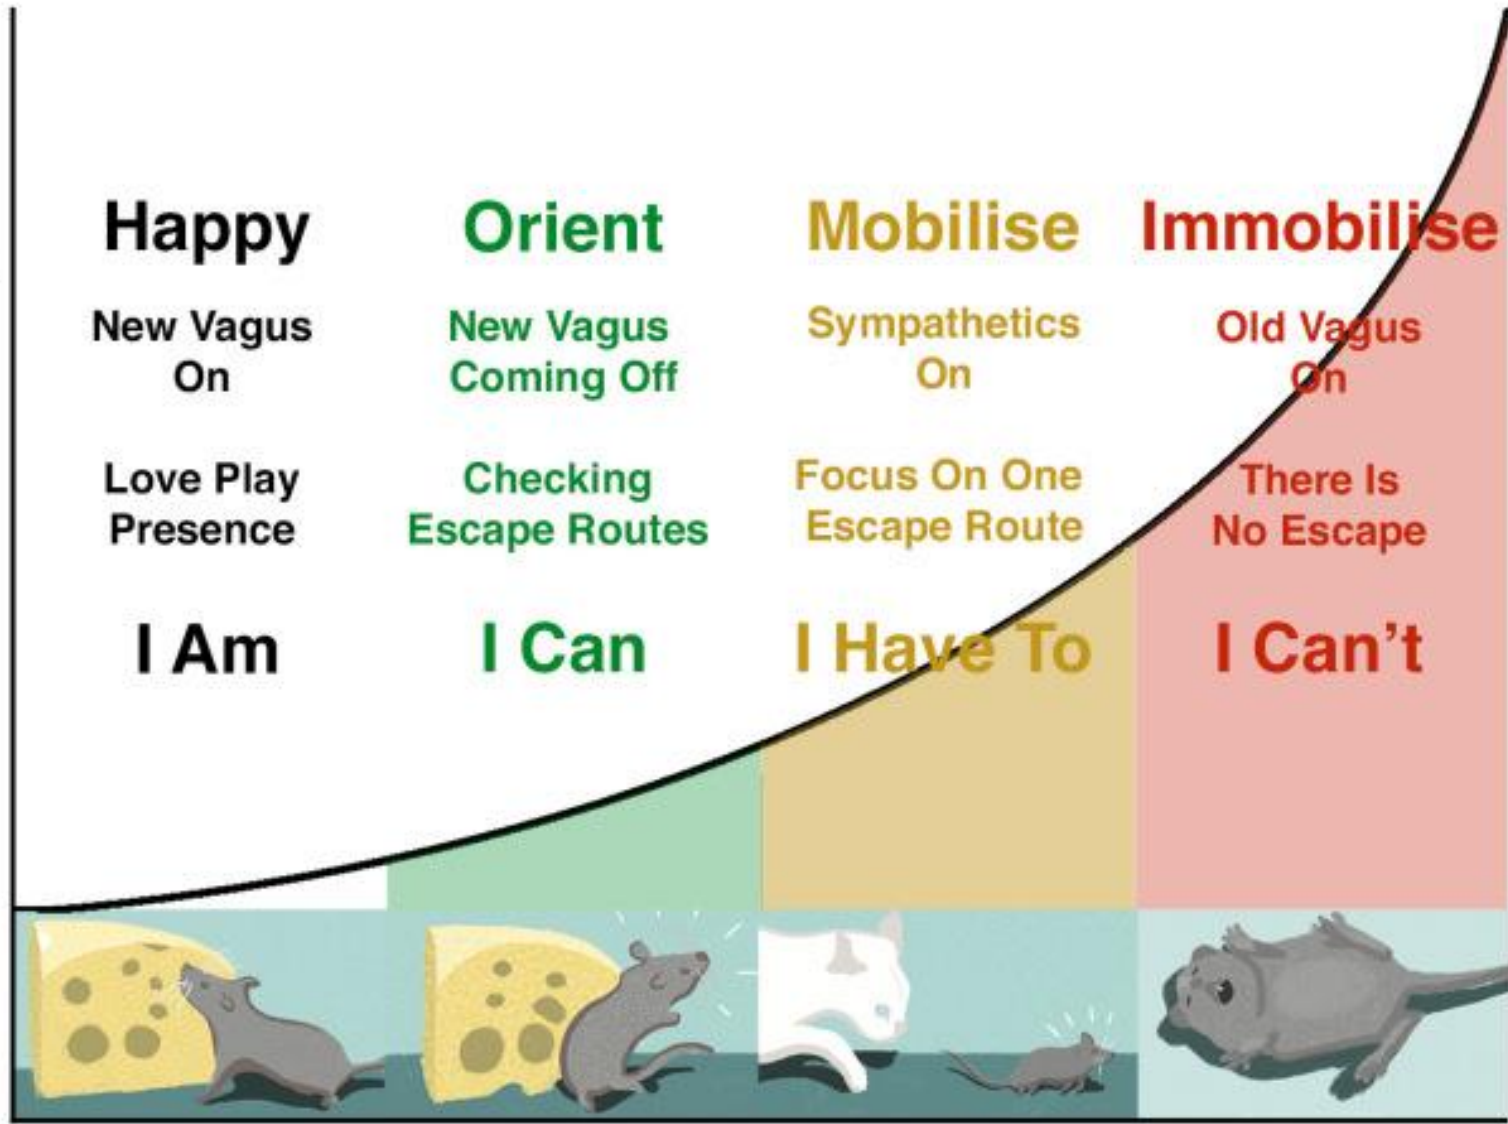 Happy
New Vagus
On
Love Play
Presence
I Am
Orient
New Vagus
Coming Off
Checking
Escape Routes
I Can
Mobilise
Sympathetics
On
Focus On One
Escape Route
I Have To
Immobilise
Old Vagus
On
There Is
No Escape
I Can’t